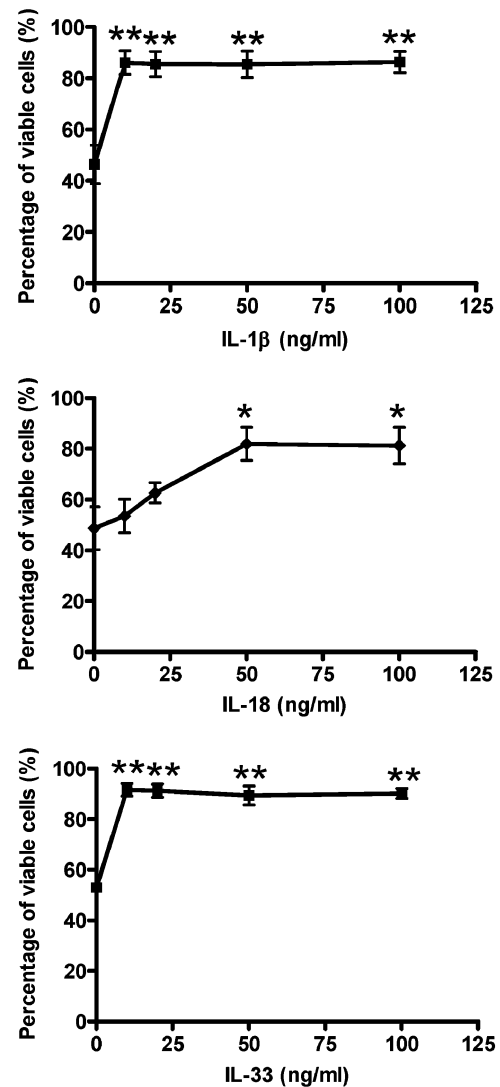 Percentage of viable cells (%)
100
80
60
40
20
0
** ** ** **
0 25 50 75 100 125
IL-1β (ng/ml)
Percentage of viable cells (%)
100
80
60
40
20
0
* *
0 25 50 75 100 125
IL-18 (ng/ml)
Percentage of viable cells (%)
100
80
60
40
20
0
** ** ** **
0 25 50 75 100 125
IL-33 (ng/ml)